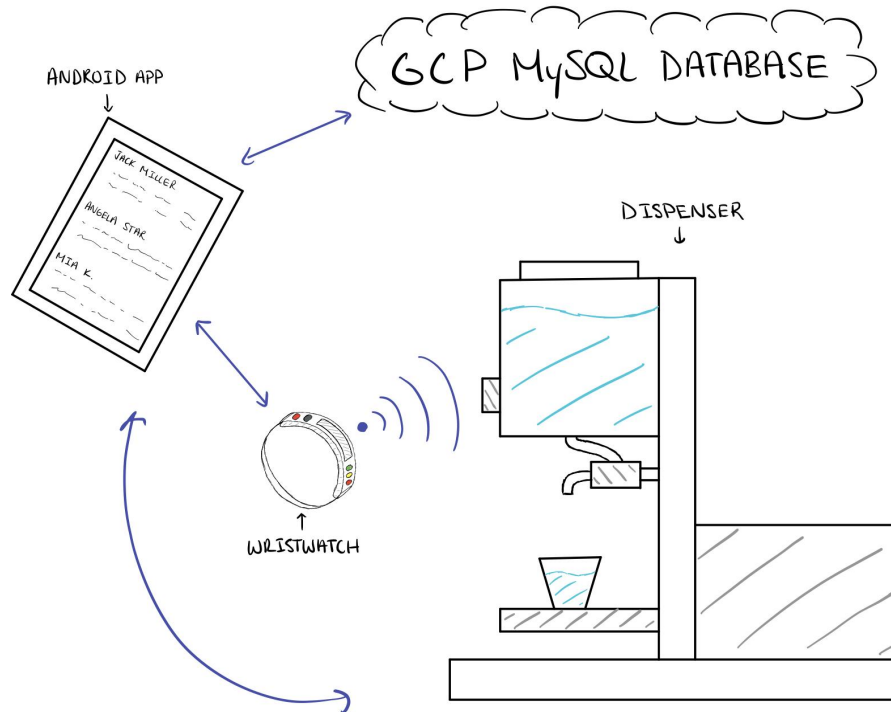 GCP MySQL DATABASE
ANDROID APP
JACK MILLER
ANGELA STAR
MIA K.
DISPENSER
WRISTWATCH